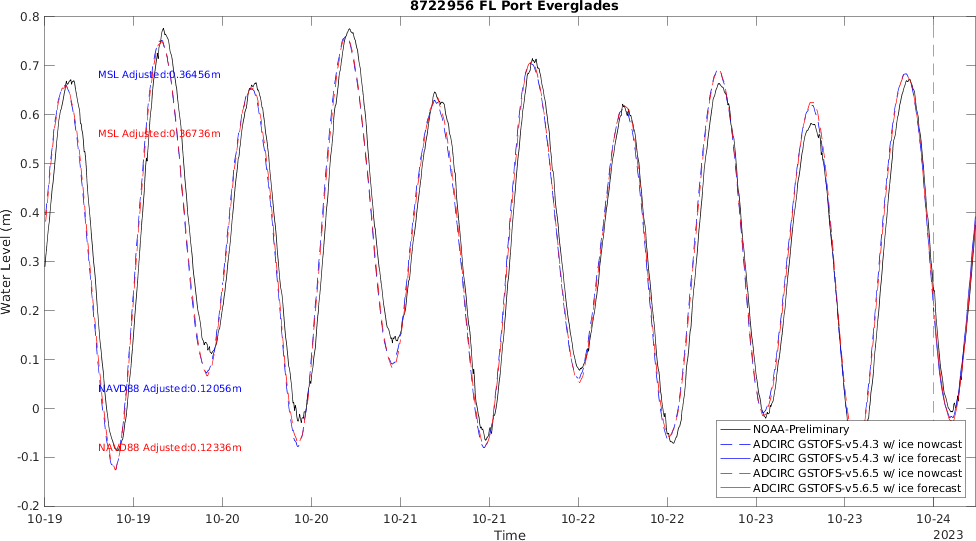 8722956 FL Port Everglades
0.8
0.7
0.6
0.5
0.4
0.3
0.2
0.1
0
-0.1
-0.2
Water Level (m)
MSL Adjusted:0.36456m
MSL Adjusted:0.36736m
NAVD88 Adjusted:0.12056m
NAVD88 Adjusted:0.12336m
NOAA-Preliminary
ADCIRC GSTOFS-v5.4.3 w/ ice nowcast
ADCIRC GSTOFS-v5.4.3 w/ ice forecast
ADCIRC GSTOFS-v5.6.5 w/ ice nowcast
ADCIRC GSTOFS-v5.6.5 w/ ice forecast
10-19 10-19 10-20 10-20 10-21 10-21 10-22 10-22 10-23 10-23 10-24
2023
Time